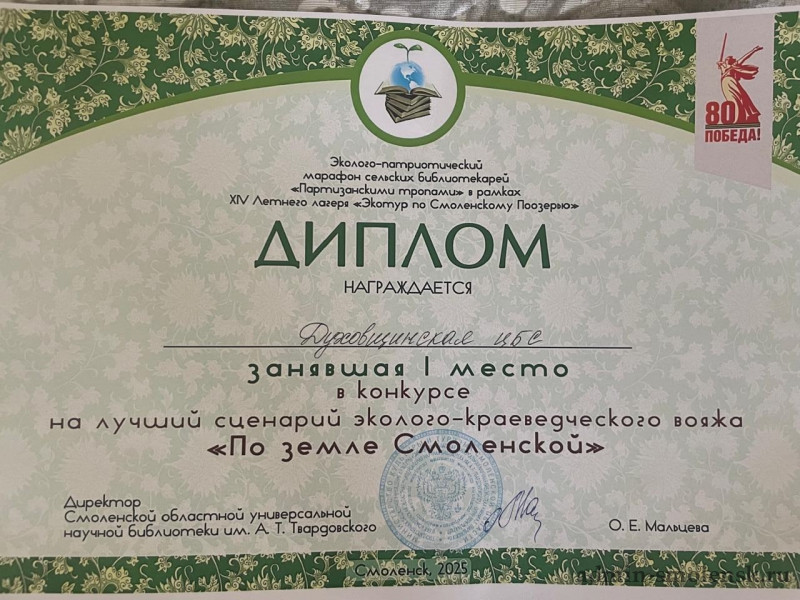 80
ПОБЕДА!
Эколого-патриотический
марафон сельских библиотекарей
«Партизанскими тропами» в рамках
XIV Летнего лагеря «Экотур по Смоленскому Поозерью»
ДИПЛОМ
НАГРАЖДАЕТСЯ
Духовщинская ЦБС
занявшая I место
в конкурсе
на лучший сценарий эколого-краеведческого вояжа
«По земле Смоленской»
Директор
Смоленской областной универсальной
научной библиотеки им. А. Т. Твардовского
О. Е. Мальцева
Смоленск, 2025